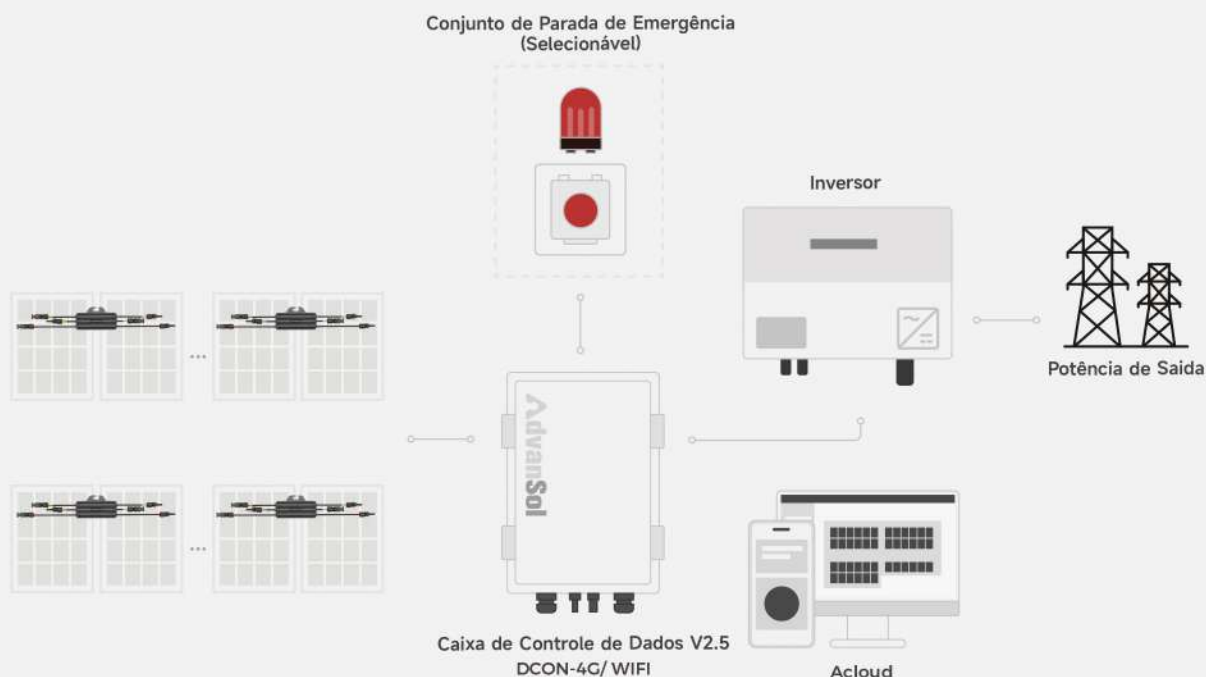 Conjunto de Parada de Emergência
(Selecionável)
Inversor
Potência de Saida
AdvanSol
Caixa de Controle de Dados V2.5
DCON-4G/ WIFI
Acloud